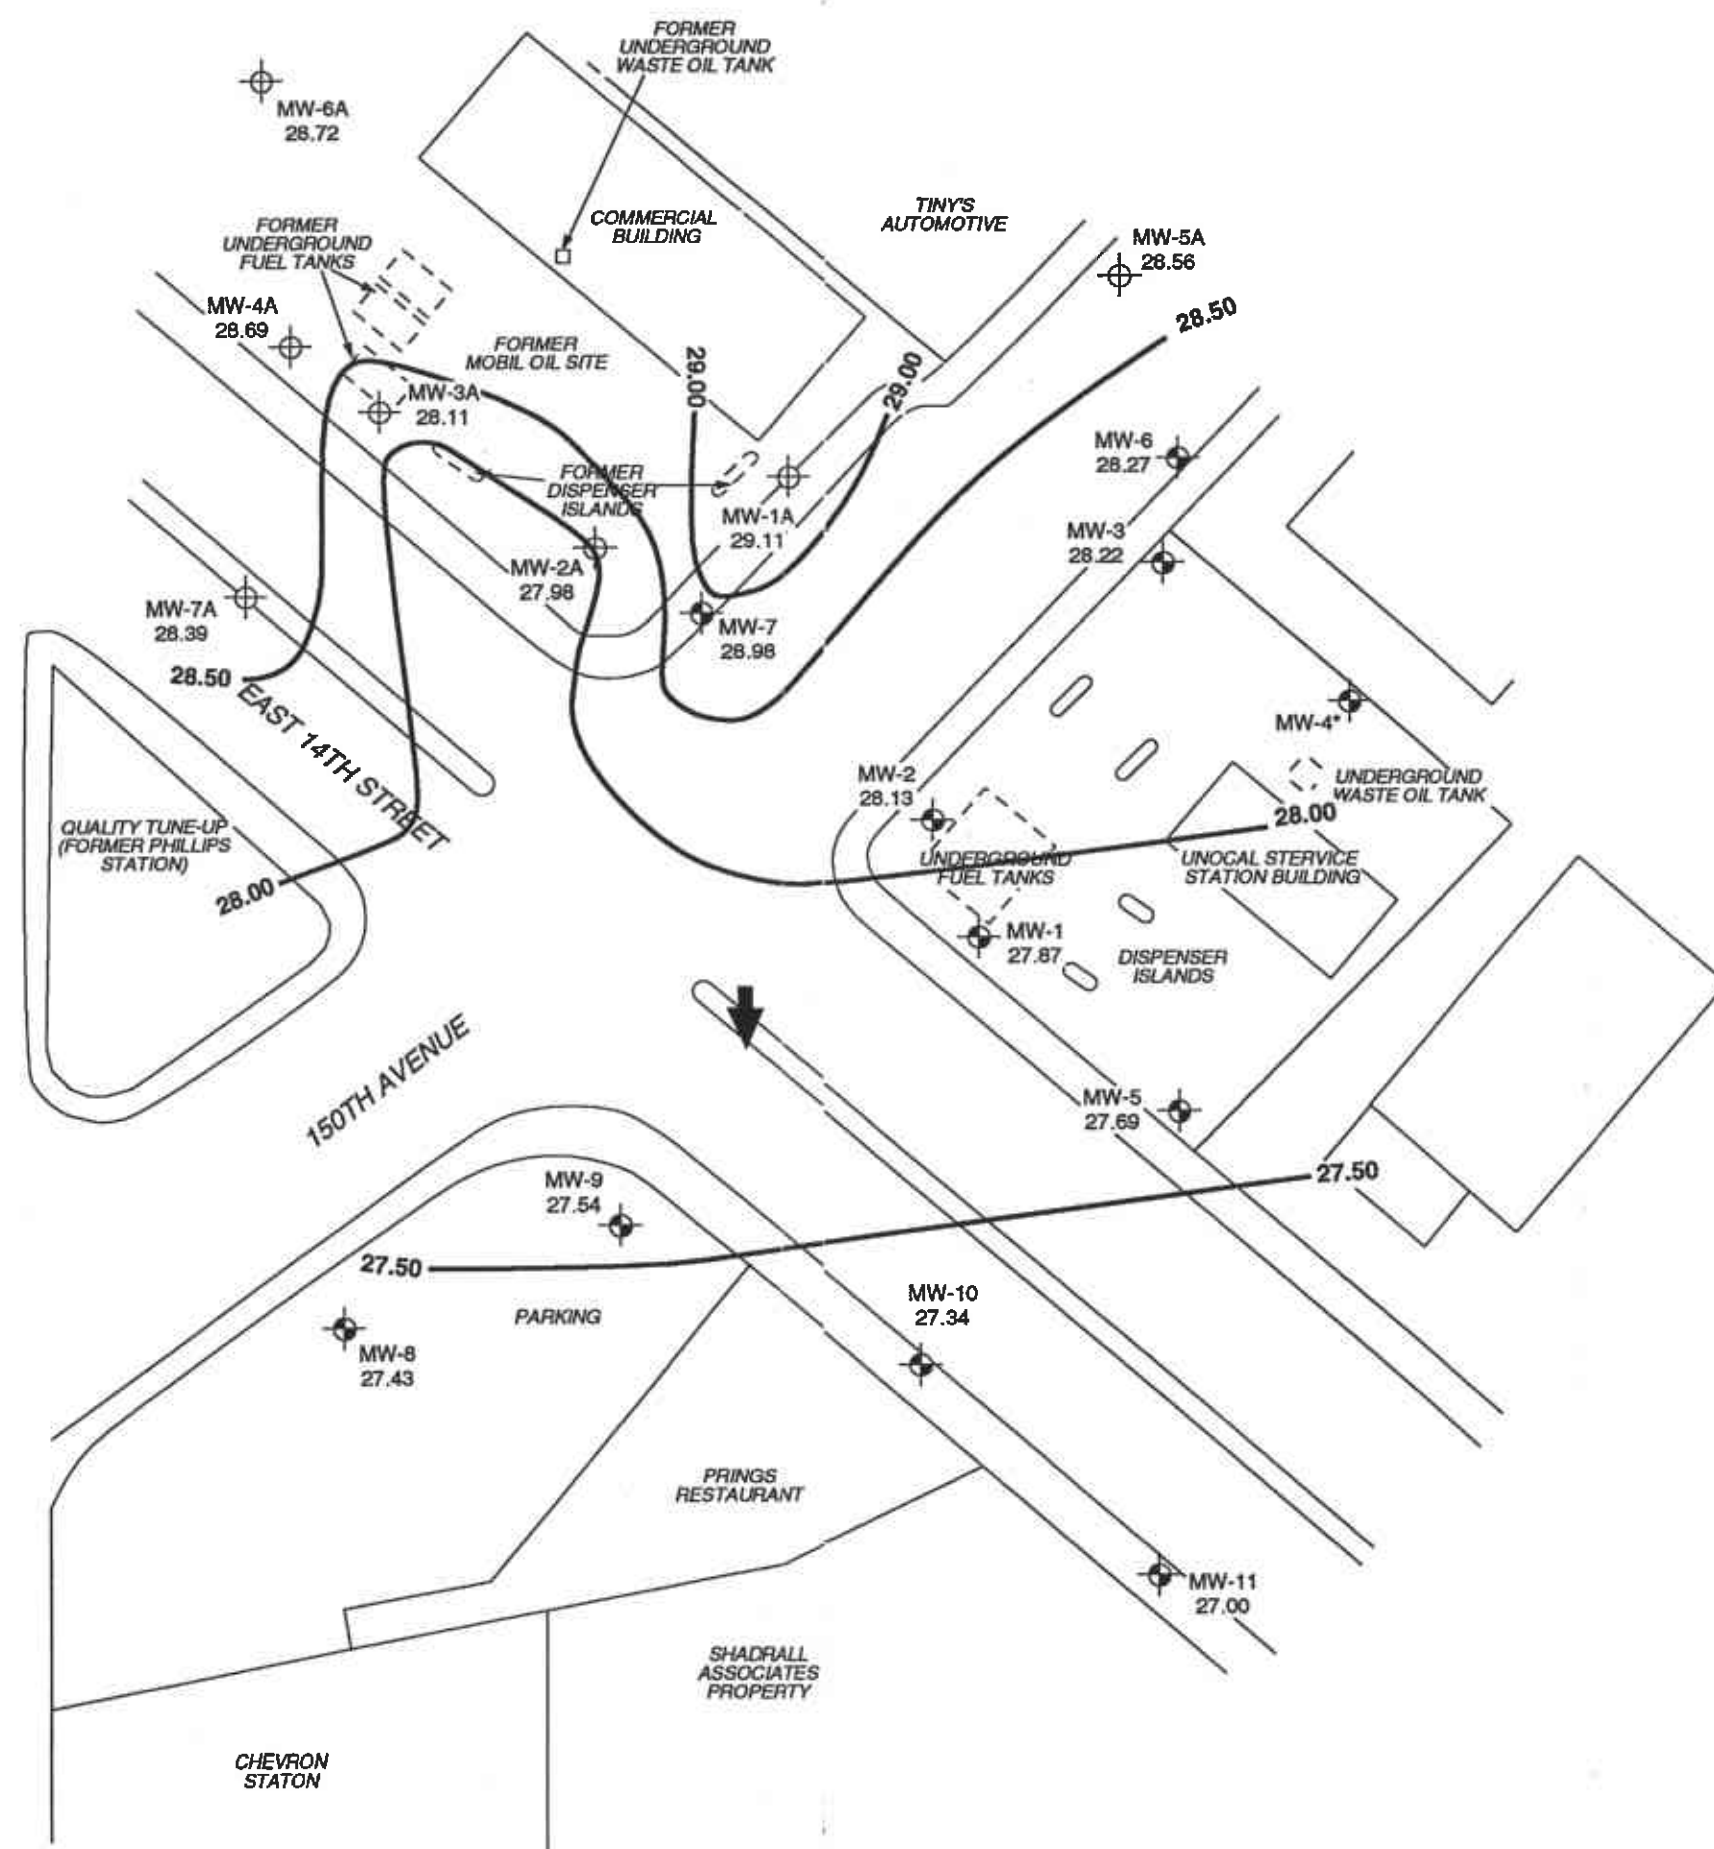 FORMER
UNDERGROUND
WASTE OIL TANK
MW-6A
28.72
TINY'S
AUTOMOTIVE
COMMERCIAL
BUILDING
FORMER
UNDERGROUND
FUEL TANKS
MW-5A
28.56
MW-4A
28.69
28.50
FORMER
MOBIL OIL SITE
29.00
29.00
MW-3A
28.11
MW-6
28.27
FORMER
DISPENSER
ISLANDS
MW-1A
29.11
MW-3
28.22
MW-2A
27.98
MW-7A
28.39
MW-7
28.98
28.50
EAST 14TH STREET
MW-4*
MW-2
28.13
UNDERGROUND
WASTE OIL TANK
28.00
QUALITY TUNE-UP
(FORMER PHILLIPS
STATION)
UNDERGROUND
FUEL TANKS
UNOCAL STERVICE
STATION BUILDING
28.00
MW-1
27.87
DISPENSER
ISLANDS
150TH AVENUE
MW-5
27.69
27.50
MW-9
27.54
27.50
MW-10
27.34
PARKING
MW-8
27.43
PRINGS
RESTAURANT
MW-11
27.00
SHADRALL
ASSOCIATES
PROPERTY
CHEVRON
STATON